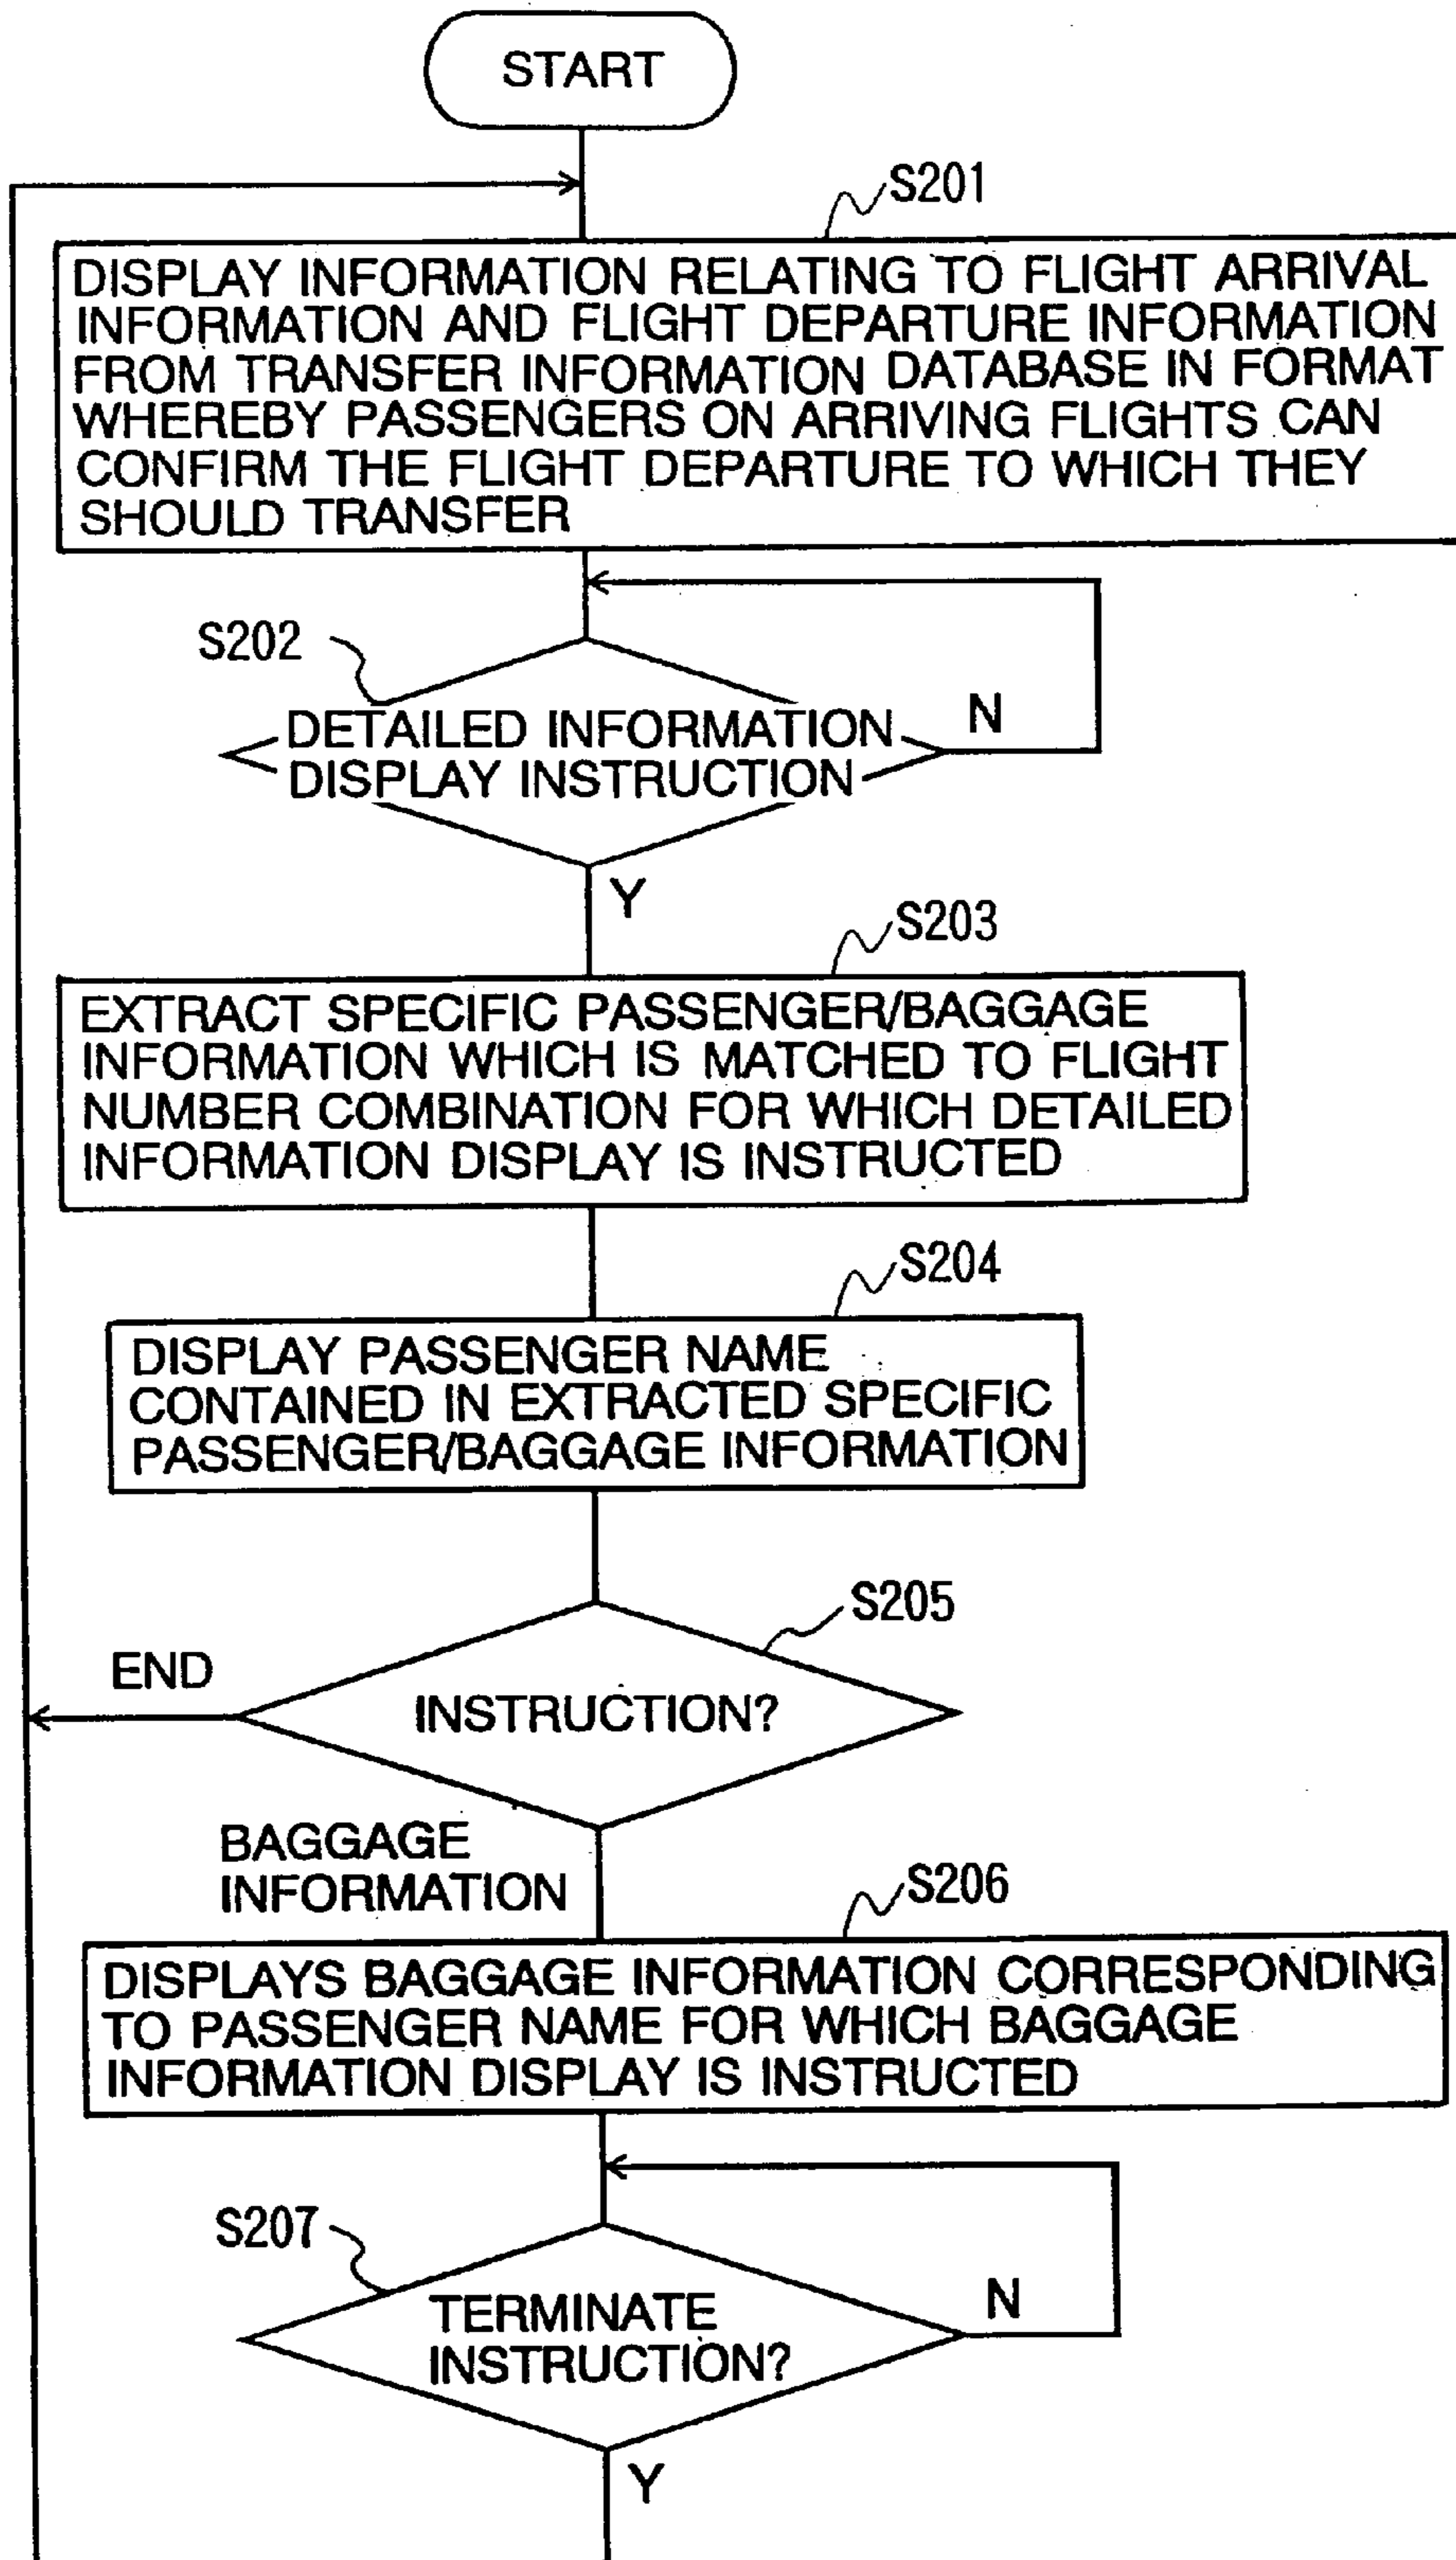 START
S201
DISPLAY INFORMATION RELATING TO FLIGHT ARRIVAL
INFORMATION AND FLIGHT DEPARTURE INFORMATION
FROM TRANSFER INFORMATION DATABASE IN FORMAT
WHEREBY PASSENGERS ON ARRIVING FLIGHTS CAN
CONFIRM THE FLIGHT DEPARTURE TO WHICH THEY
SHOULD TRANSFER
S202
DETAILED INFORMATION
DISPLAY INSTRUCTION
N
Y
S203
EXTRACT SPECIFIC PASSENGER/BAGGAGE
INFORMATION WHICH IS MATCHED TO FLIGHT
NUMBER COMBINATION FOR WHICH DETAILED
INFORMATION DISPLAY IS INSTRUCTED
S204
DISPLAY PASSENGER NAME
CONTAINED IN EXTRACTED SPECIFIC
PASSENGER/BAGGAGE INFORMATION
S205
END
INSTRUCTION?
BAGGAGE
INFORMATION
S206
DISPLAYS BAGGAGE INFORMATION CORRESPONDING
TO PASSENGER NAME FOR WHICH BAGGAGE
INFORMATION DISPLAY IS INSTRUCTED
S207
TERMINATE
INSTRUCTION?
N
Y